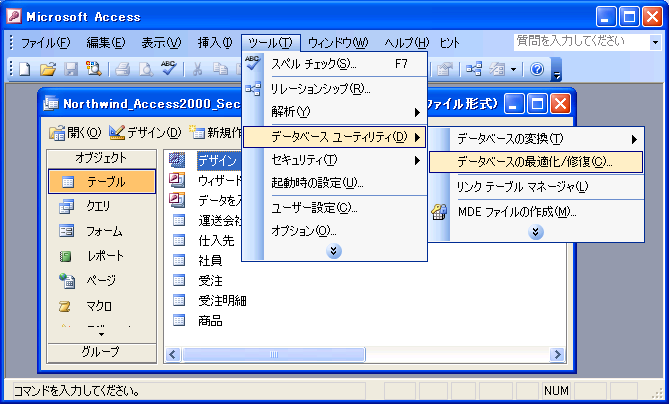 Microsoft Access
ファイル(F) 編集(E) 表示(V) 挿入(I) ツール(T) ウィンドウ(W) ヘルプ(H) ヒント 質問を入力してください
スペル チェック(S)... F7
リレーションシップ(R)...
解析(Y)
データベース ユーティリティ(D)
セキュリティ(T)
起動時の設定(U)...
ユーザー設定(C)...
オプション(O)...
データベースの変換(T)
データベースの最適化/修復(C)...
リンク テーブル マネージャ(L)
MDE ファイルの作成(M)...
Northwind_Access2000_Sec ファイル形式)
開く(O) デザイン(D) 新規作
オブジェクト
テーブル
クエリ
フォーム
レポート
ページ
マクロ
グループ
デザイン
ウィザード
データを入
運送会社
仕入先
社員
受注
受注明細
商品
コマンドを入力してください。 NUM